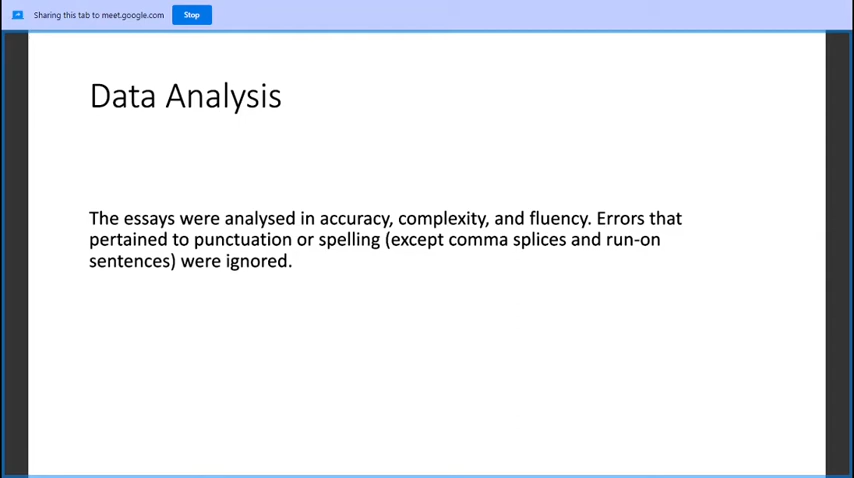 Sharing this tab to meet.google.com Stop
Data Analysis
The essays were analysed in accuracy, complexity, and fluency. Errors that
pertained to punctuation or spelling (except comma splices and run-on
sentences) were ignored.